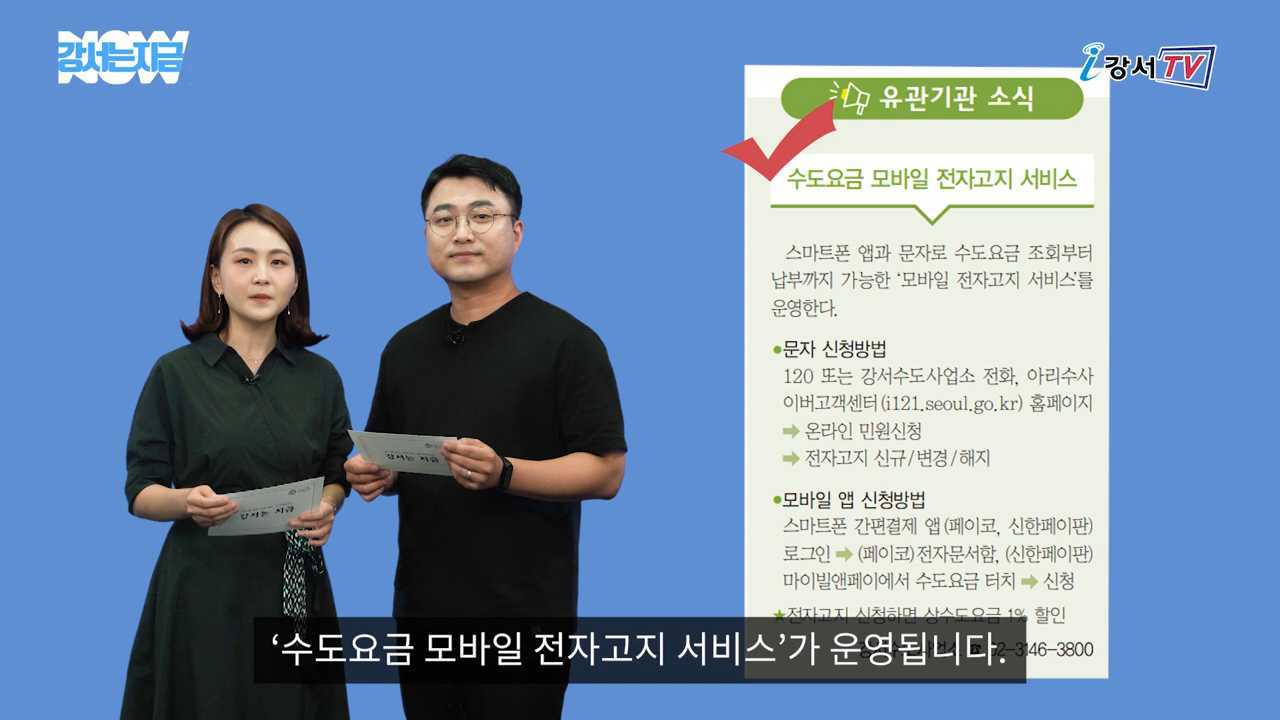 NOW
강서는지금
i강서TV
유관기관 소식
수도요금 모바일 전자고지 서비스
스마트폰 앱과 문자로 수도요금 조회부터
납부까지 가능한 ‘모바일 전자고지 서비스’를
운영한다.
●문자 신청방법
120 또는 강서수도사업소 전화, 아리수사
이버고객센터(i121.seoul.go.kr) 홈페이지
➡ 온라인 민원신청
➡ 전자고지 신규/변경/해지
●모바일 앱 신청방법
스마트폰 간편결제 앱(페이코, 신한페이판)
로그인 ➡ (페이코)전자문서함, (신한페이판)
마이빌앤페이에서 수도요금 터치 ➡ 신청
★전자고지 신청하면 상수도요금 1% 할인
☎ 02-3146-3800
강서는 지금
강서는 지금
‘수도요금 모바일 전자고지 서비스’가 운영됩니다.